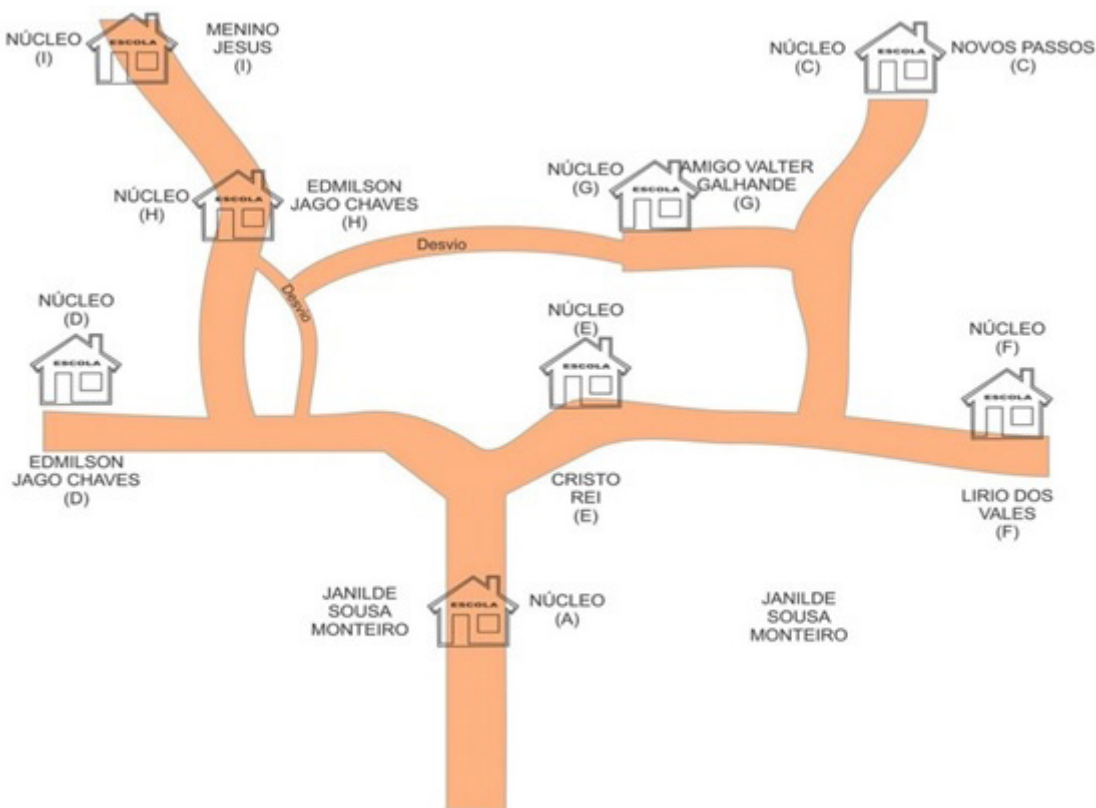 NÚCLEO
(I)
ESCOLA
MENINO
JESUS
(I)
NÚCLEO
(C)
ESCOLA
NOVOS PASSOS
(C)
NÚCLEO
(H)
ESCOLA
EDMILSON
JAGO CHAVES
(H)
NÚCLEO
(G)
ESCOLA
AMIGO VALTER
GALHANDE
(G)
Desvio
Desvio
NÚCLEO
(D)
ESCOLA
EDMILSON
JAGO CHAVES
(D)
NÚCLEO
(E)
ESCOLA
CRISTO
REI
(E)
NÚCLEO
(F)
ESCOLA
LIRIO DOS
VALES
(F)
JANILDE
SOUSA
MONTEIRO
ESCOLA
NÚCLEO
(A)
JANILDE
SOUSA
MONTEIRO